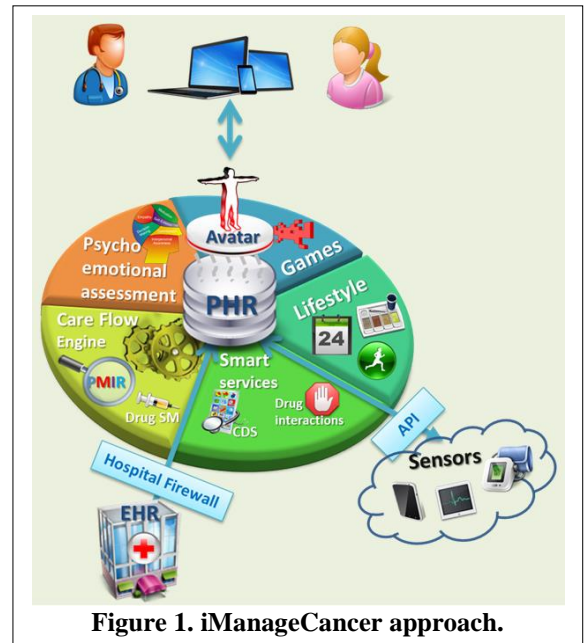 Avatar
Games
Psycho
emotional
assessment
PHR
Lifestyle
24
Care Flow
Engine
PMIR
Drug SM
Smart
services
CDS
Drug
interactions
API
Sensors
Hospital Firewall
EHR
Figure 1. iManageCancer approach.